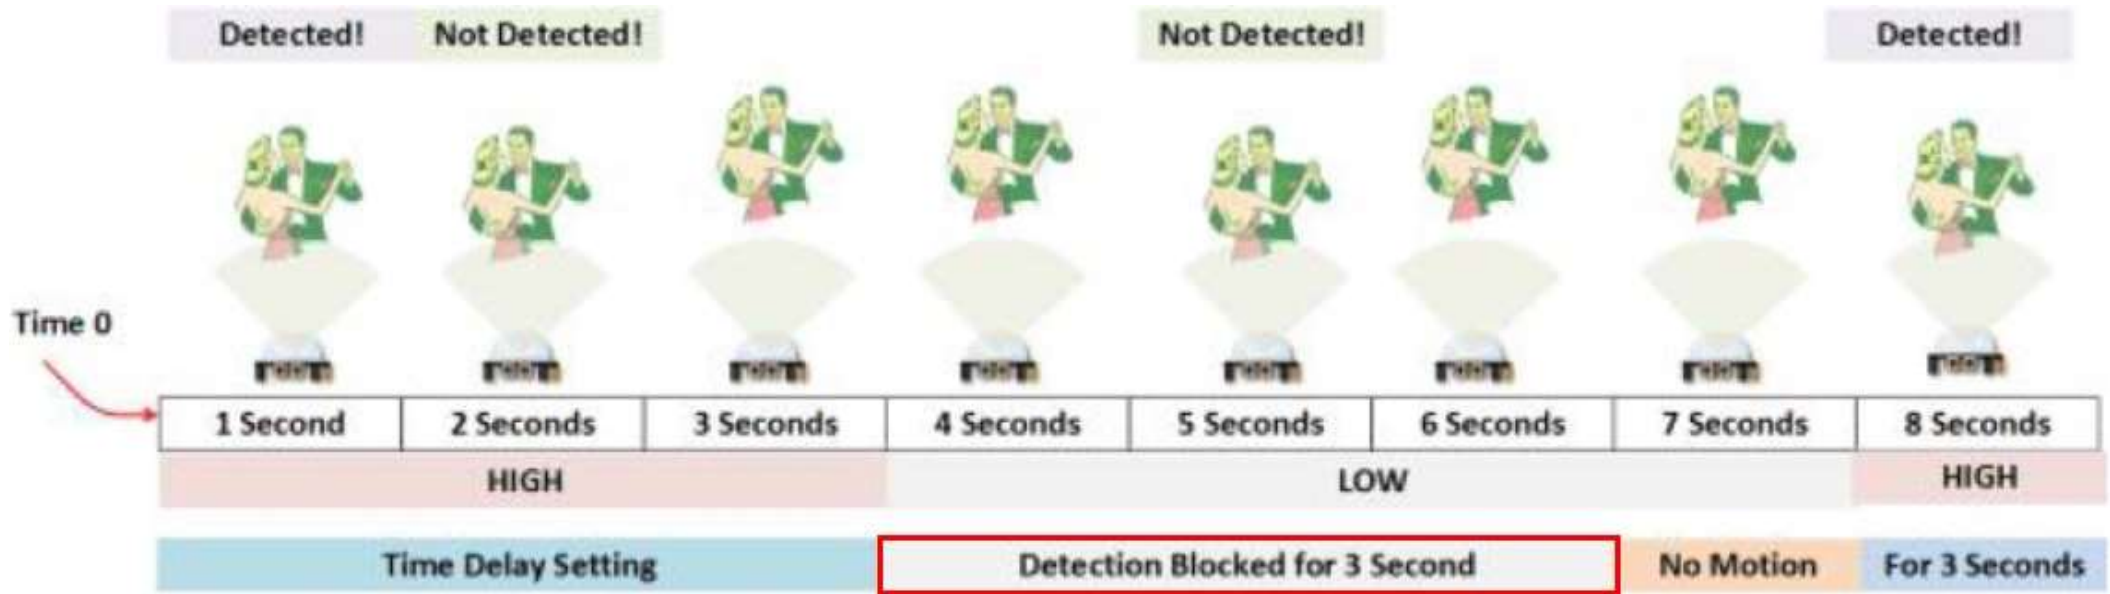 Detected!
Not Detected!
Not Detected!
Detected!
Time 0
1 Second
2 Seconds
3 Seconds
4 Seconds
5 Seconds
6 Seconds
7 Seconds
8 Seconds
HIGH
LOW
HIGH
Time Delay Setting
Detection Blocked for 3 Second
No Motion
For 3 Seconds